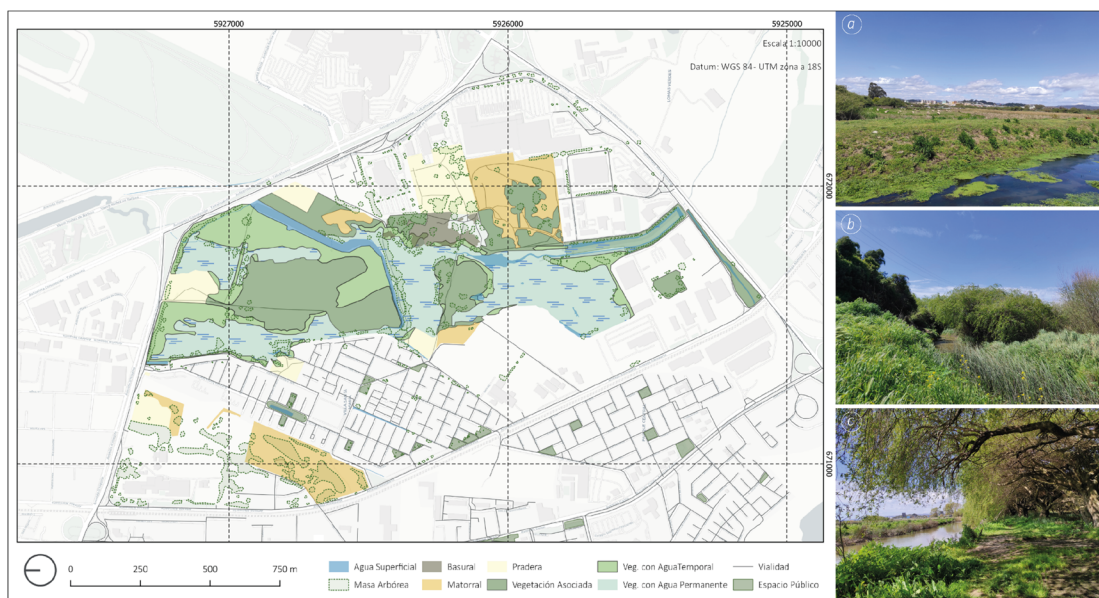 5927000
5926000
5925000
Escala 1:10000
Datum: WGS 84- UTM zona a 18S
672000
671000
a
b
c
0
250
500
750 m
Agua Superficial
Basural
Pradera
Veg. con AguaTemporal
Vialidad
Masa Arbórea
Matorral
Vegetación Asociada
Veg. con Agua Permanente
Espacio Público